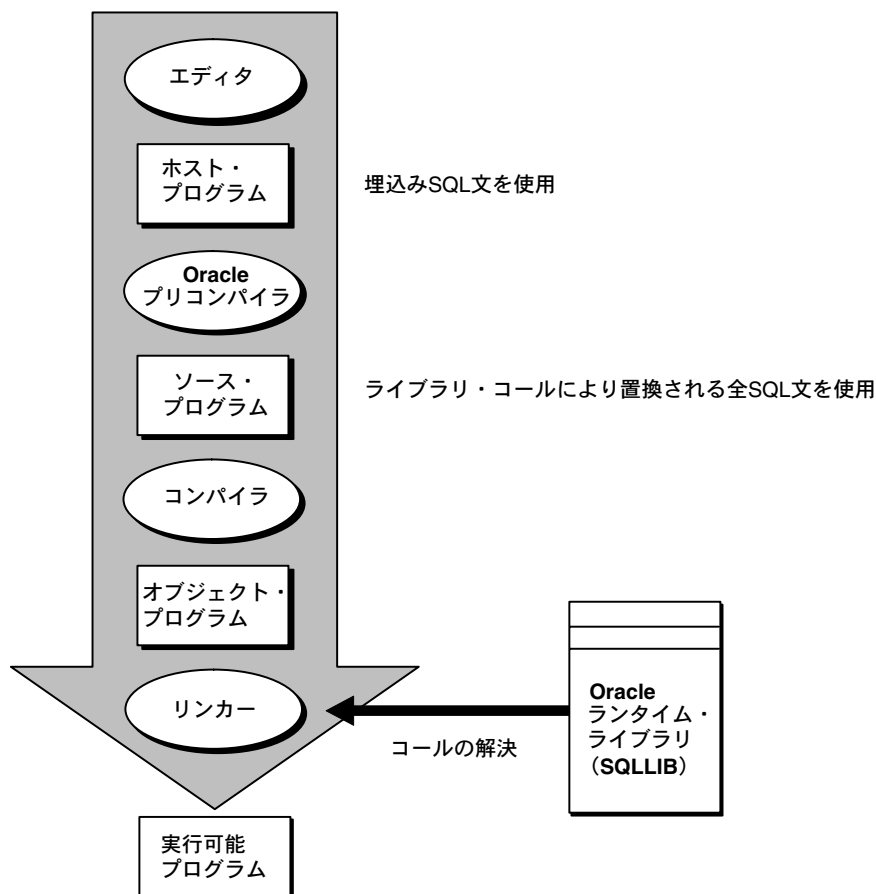 エディタ
ホスト・
プログラム
埋込みSQL文を使用
Oracle
プリコンパイラ
ソース・
プログラム
ライブラリ・コールにより置換される全SQL文を使用
コンパイラ
オブジェクト・
プログラム
リンカー
コールの解決
Oracle
ランタイム・
ライブラリ
（SQLLIB）
実行可能
プログラム